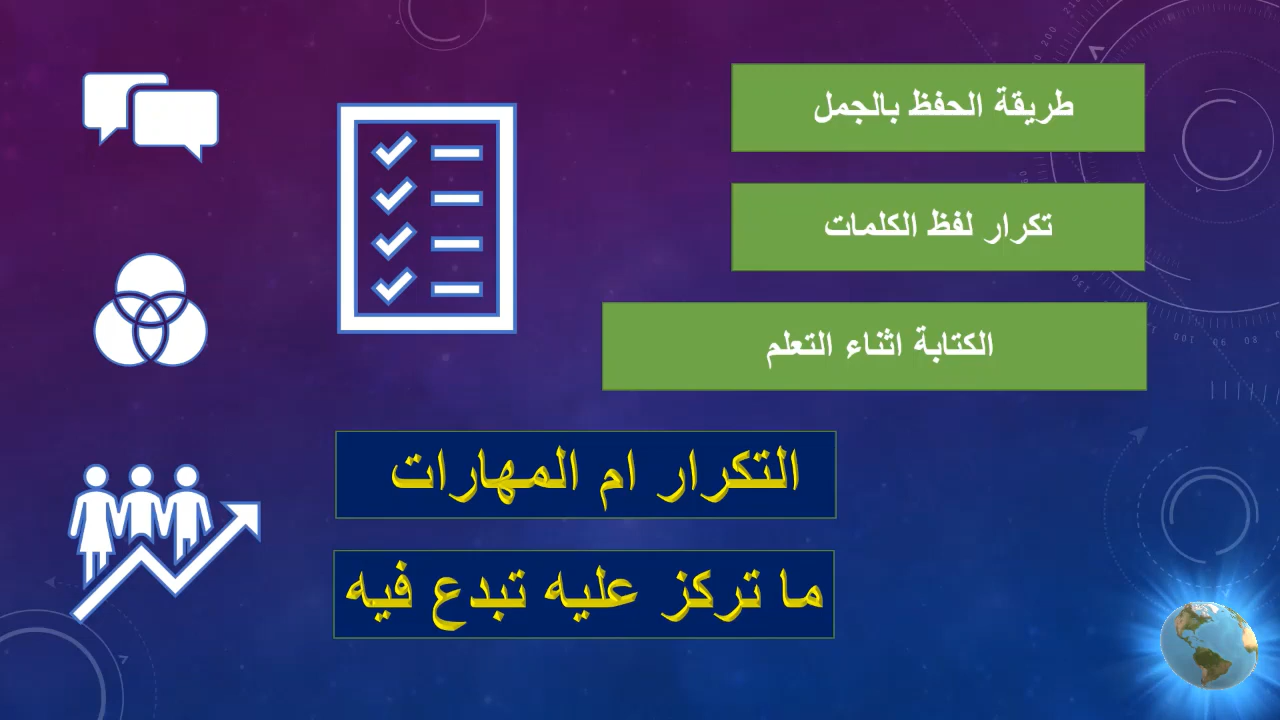 طريقة الحفظ بالجمل
تكرار لفظ الكلمات
الكتابة اثناء التعلم
التكرار ام المهارات
ما تركز عليه تبدع فيه